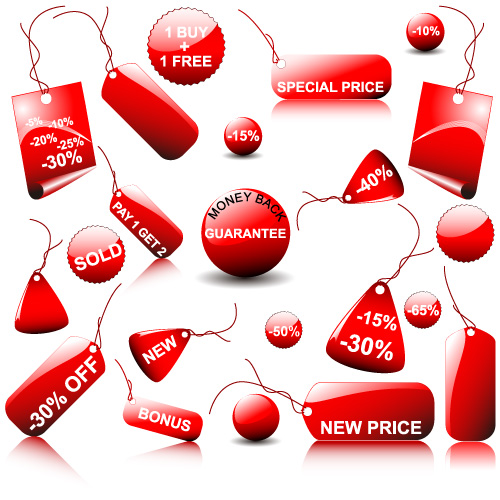 1 BUY
+
1 FREE
-10%
SPECIAL PRICE
-5% -10%
-20% -25%
-30%
-15%
-40%
PAY 1 GET 2
MONEY BACK
GUARANTEE
SOLD
-15%
-30%
-65%
-50%
NEW
-30% OFF
BONUS
NEW PRICE